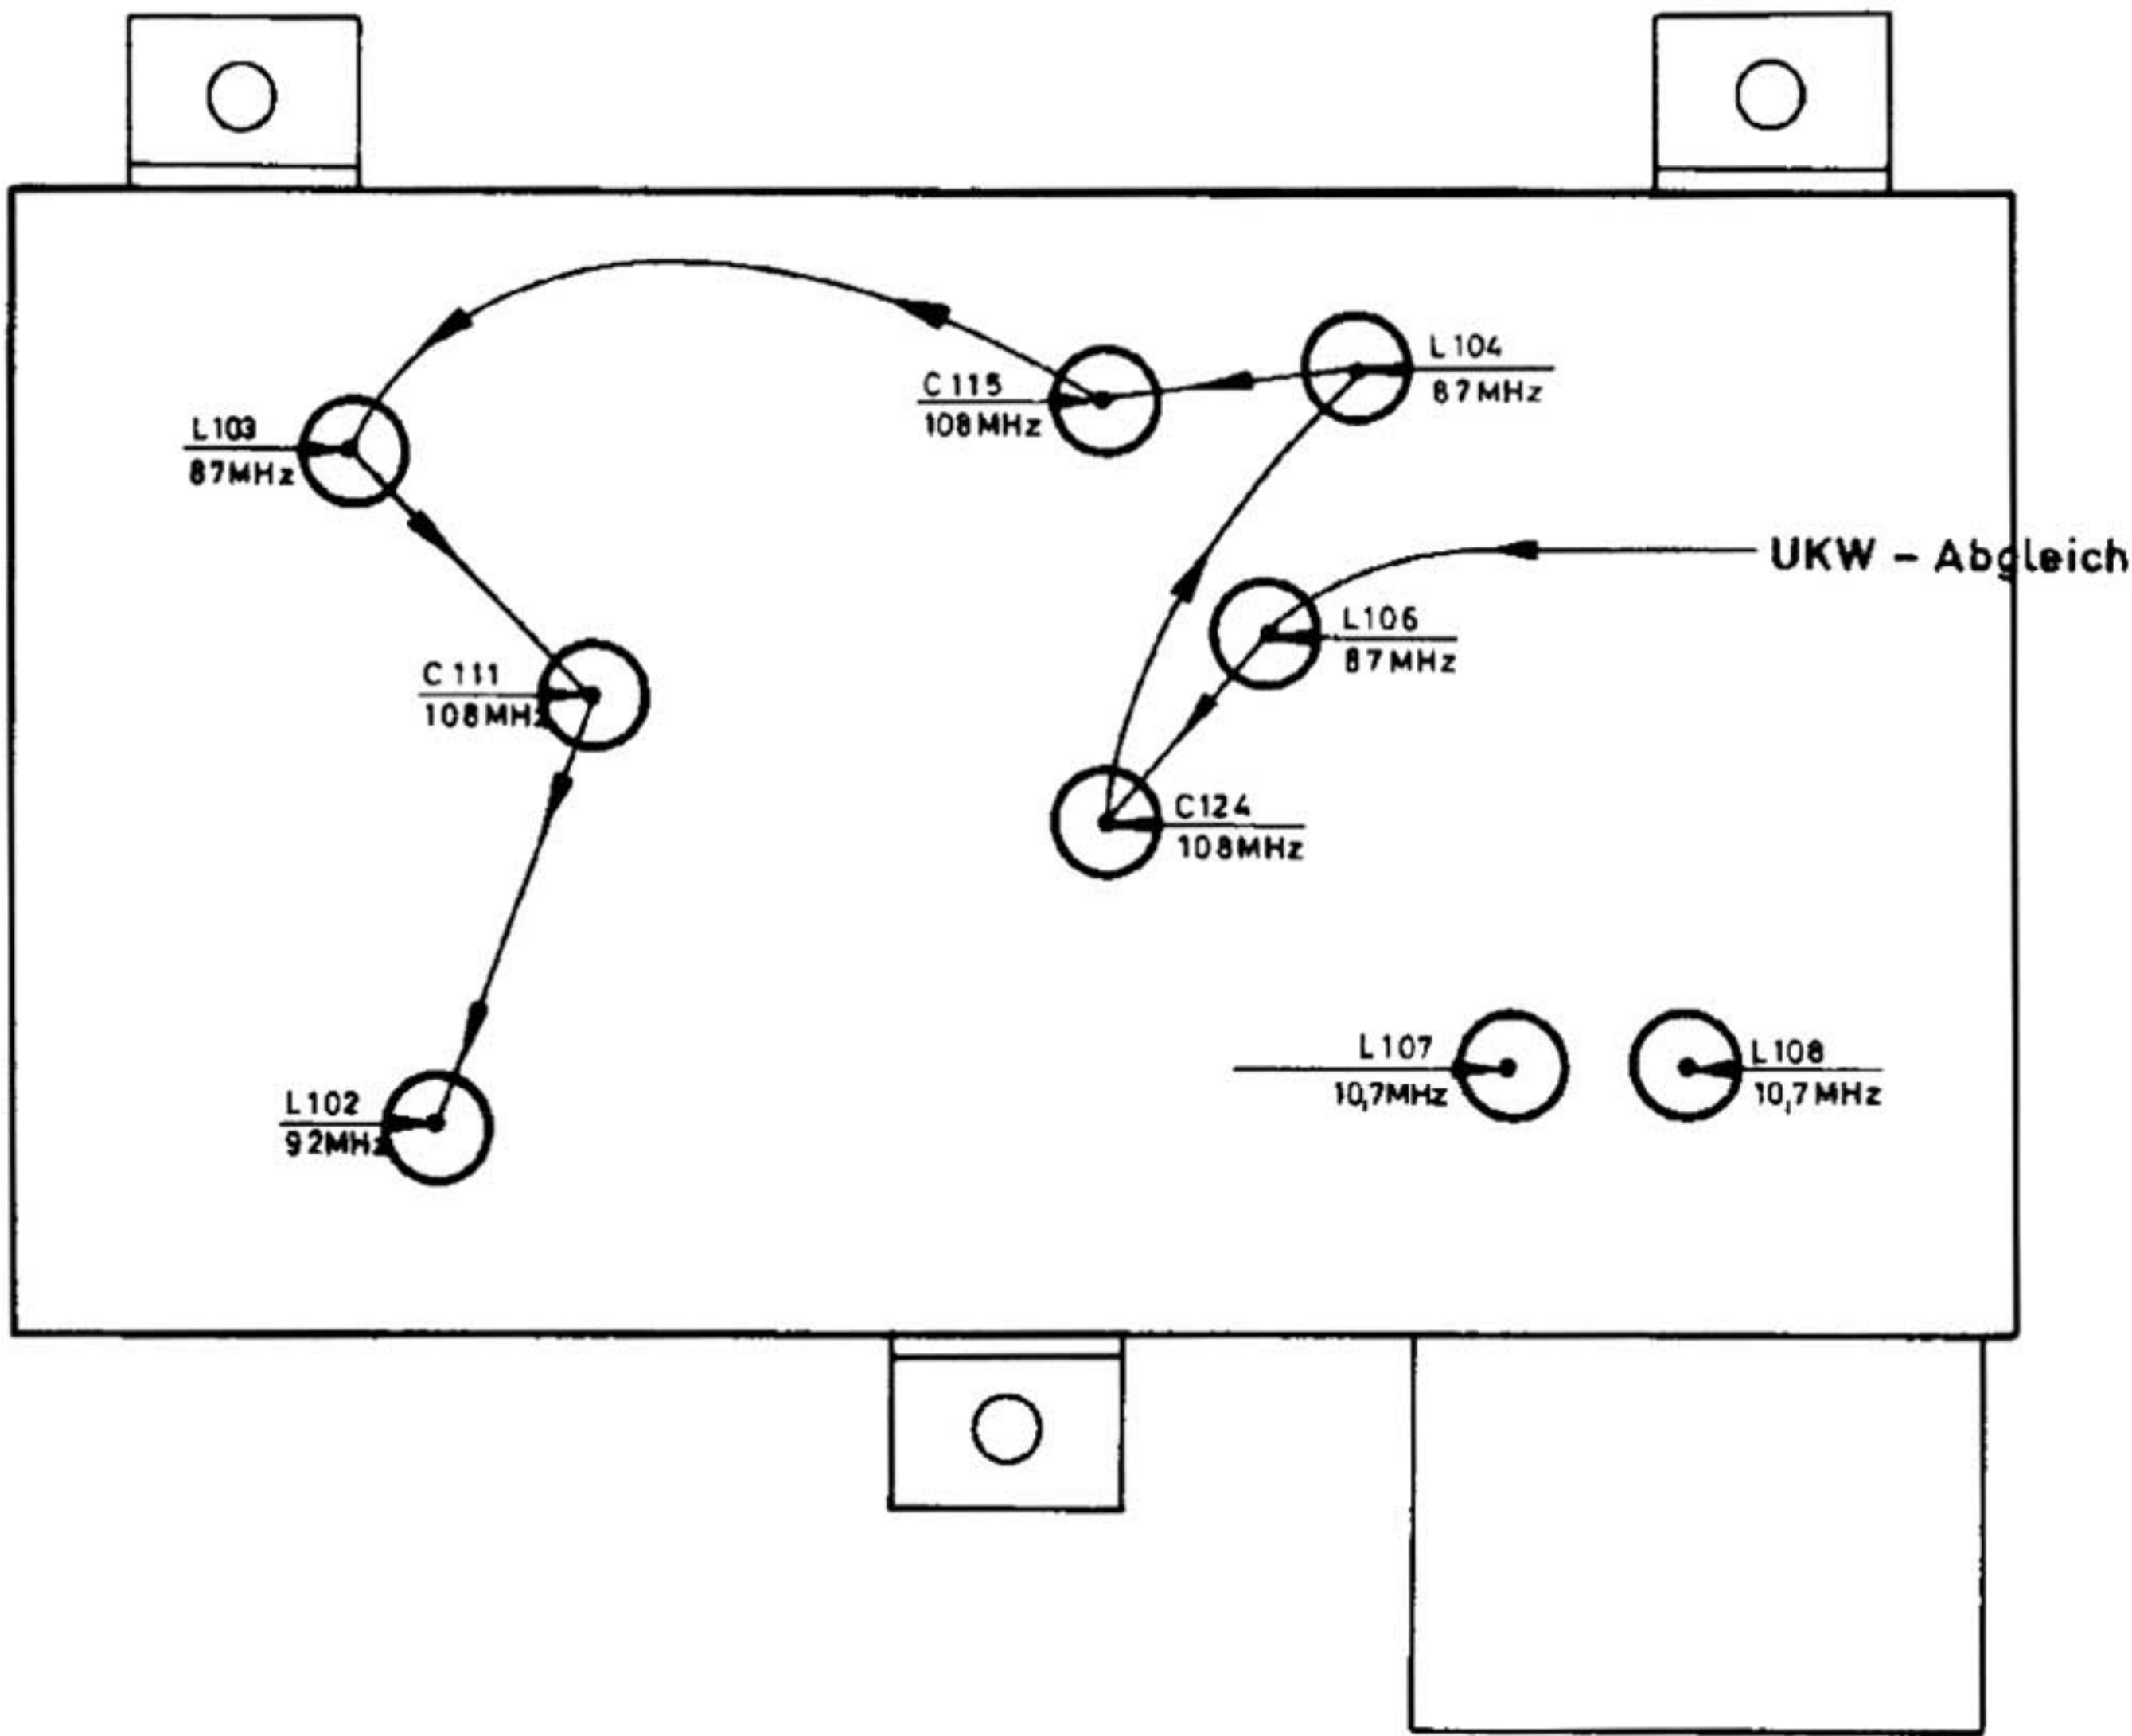 L104
87MHz
C115
108MHz
L103
87MHz
UKW - Abgleich
L106
87MHz
C111
108MHz
C124
108MHz
L107
10,7MHz
L108
10,7MHz
L102
92MHz